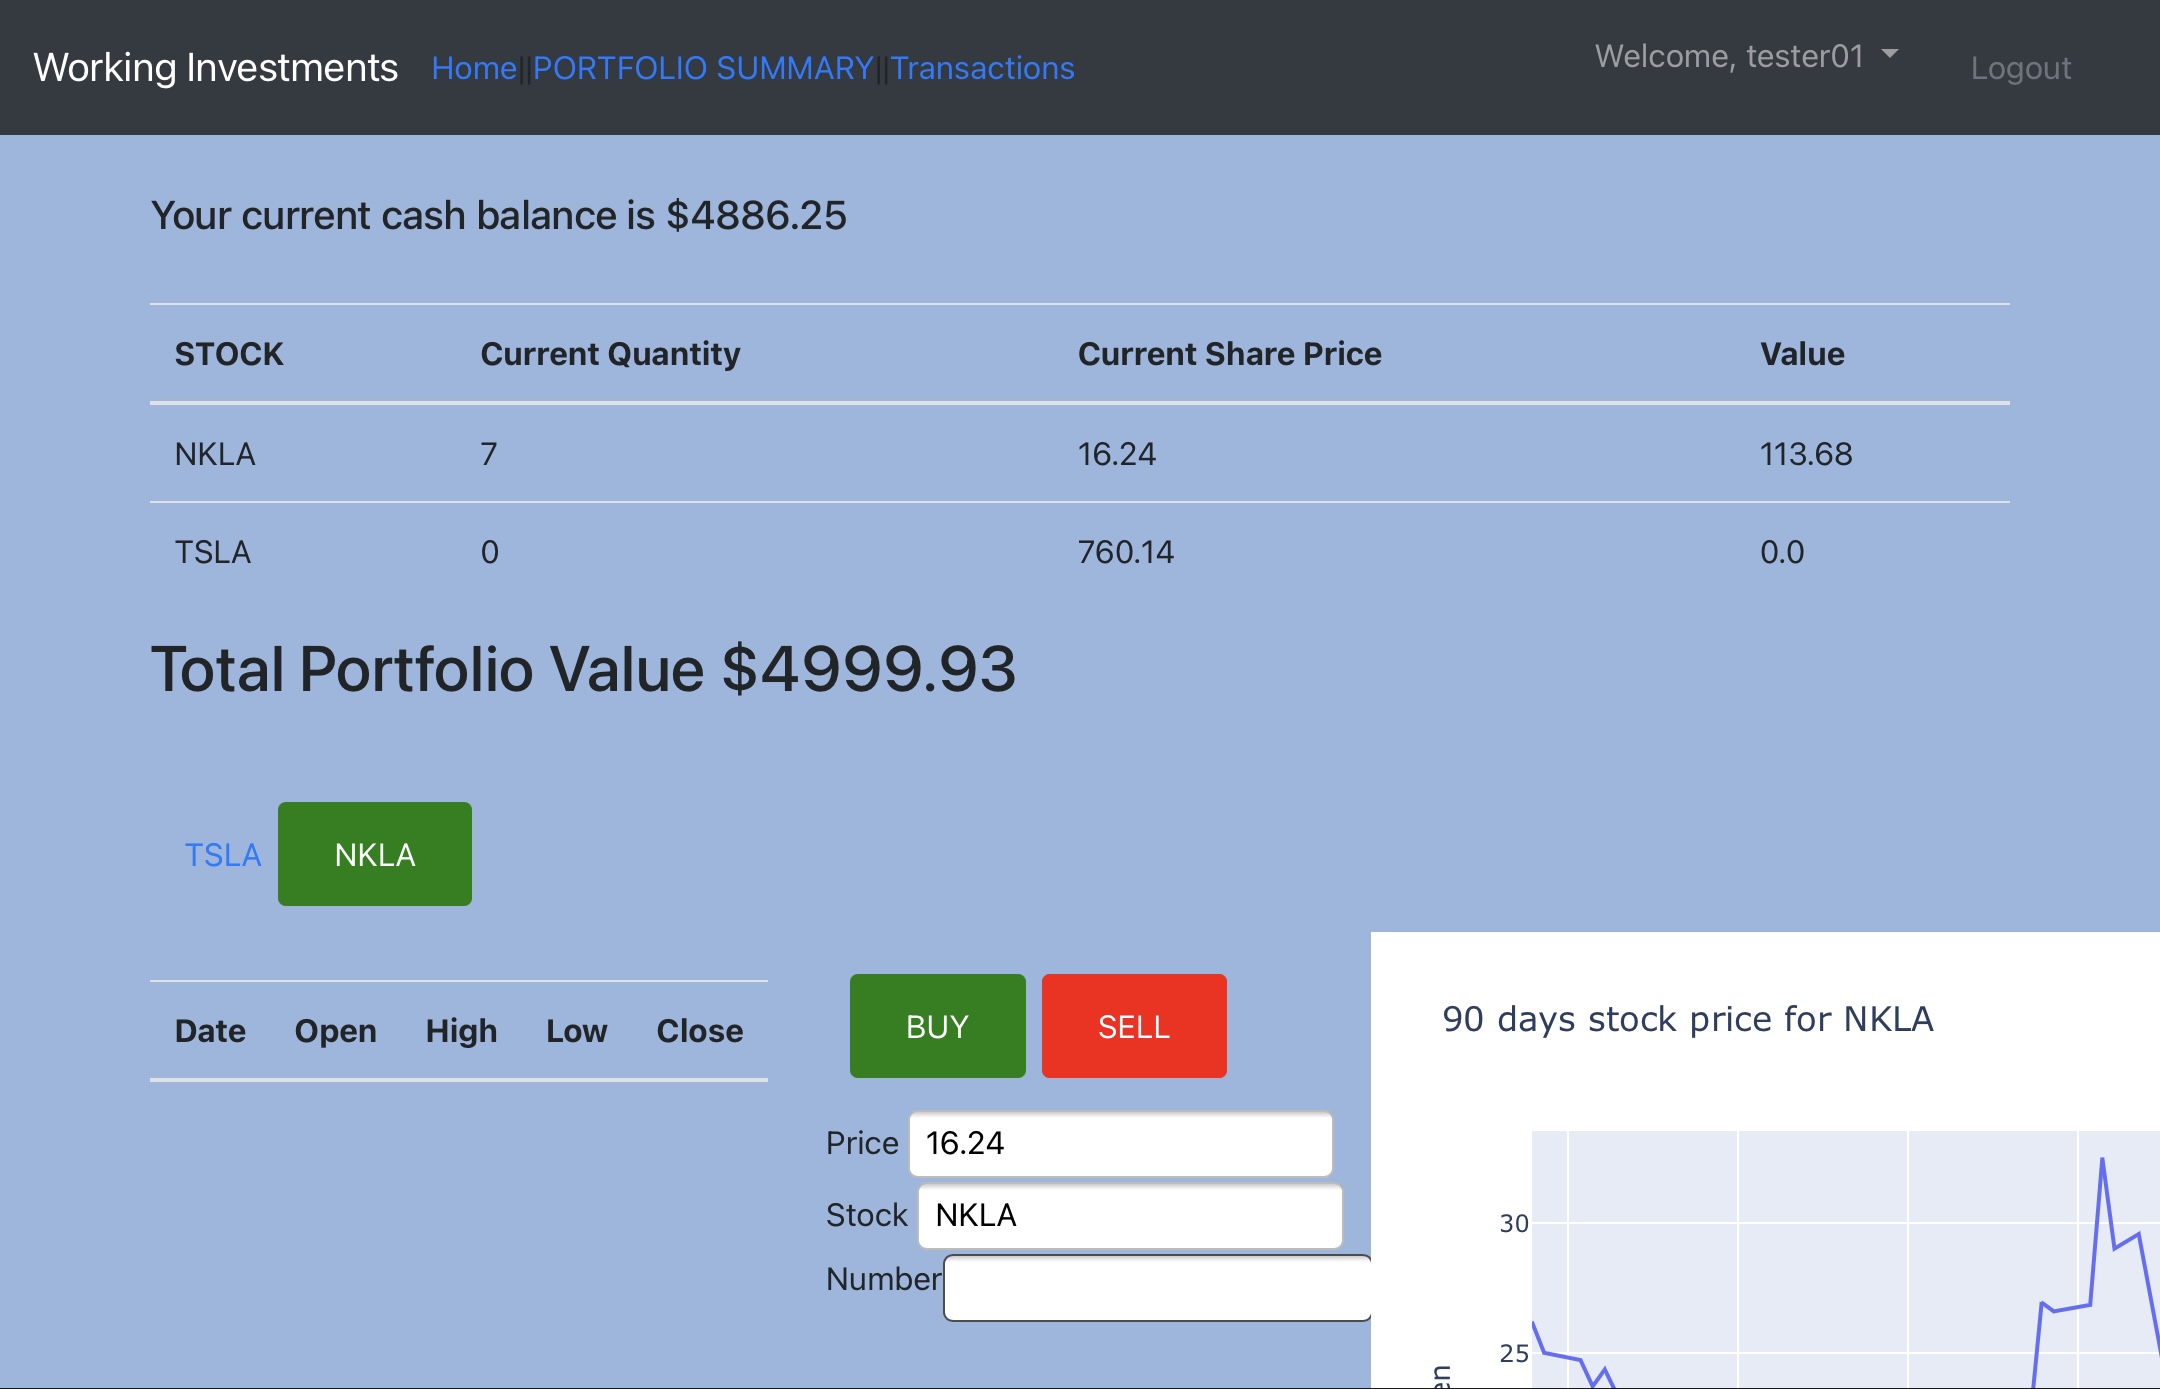 Working Investments Home||PORTFOLIO SUMMARY||Transactions Welcome, tester01 Logout
Your current cash balance is $4886.25
STOCK Current Quantity Current Share Price Value
NKLA 7 16.24 113.68
TSLA 0 760.14 0.0
Total Portfolio Value $4999.93
TSLA NKLA
Date Open High Low Close
BUY SELL
Price 16.24
Stock NKLA
Number
90 days stock price for NKLA
30
25